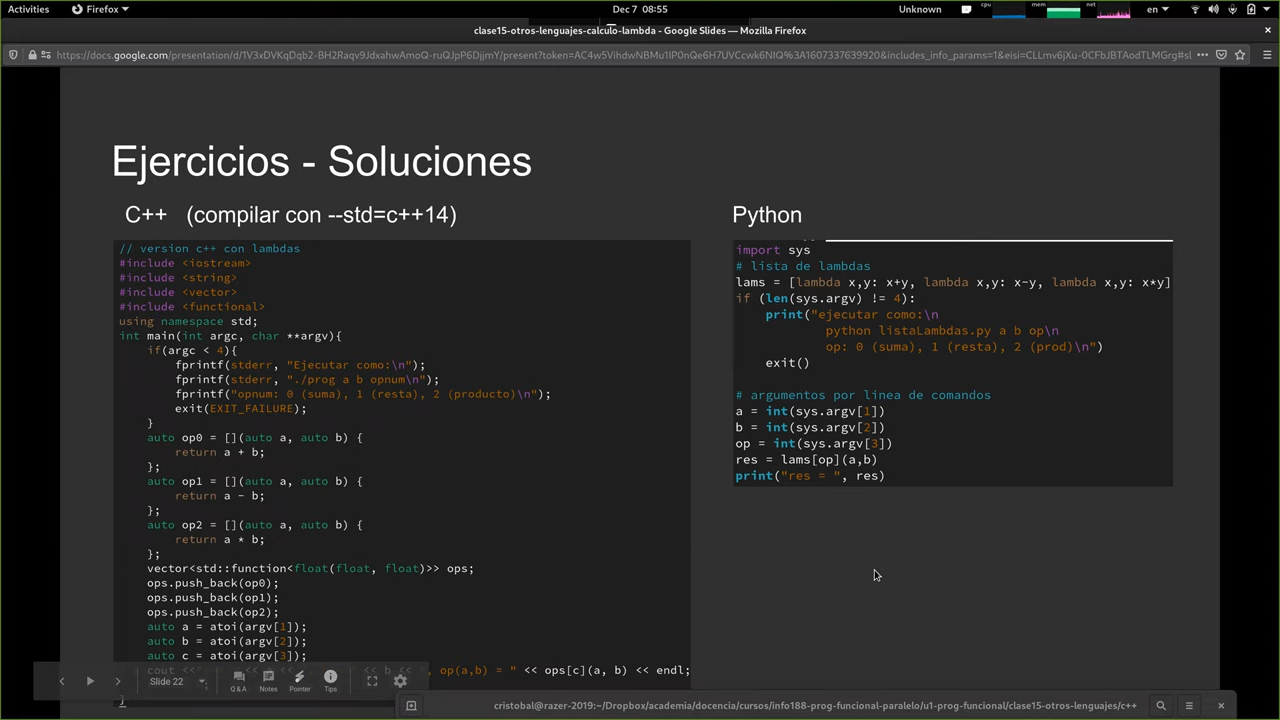 Activities
Firefox
Dec 7 08:55
Unknown
cpu
mem
net
en
clase15-otros-lenguajes-calculo-lambda - Google Slides — Mozilla Firefox
Ejercicios - Soluciones
C++ (compilar con --std=c++14)
// version c++ con lambdas
#include <iostream>
#include <string>
#include <vector>
#include <functional>
using namespace std;
int main(int argc, char **argv){
if(argc < 4){
fprintf(stderr, "Ejecutar como:\n");
fprintf(stderr, "./prog a b opnum\n");
fprintf("opnum: 0 (suma), 1 (resta), 2 (producto)\n");
exit(EXIT_FAILURE);
}
auto op0 = [](auto a, auto b) {
return a + b;
};
auto op1 = [](auto a, auto b) {
return a - b;
};
auto op2 = [](auto a, auto b) {
return a * b;
};
vector<std::function<float(float, float)>> ops;
ops.push_back(op0);
ops.push_back(op1);
ops.push_back(op2);
auto a = atoi(argv[1]);
auto b = atoi(argv[2]);
auto c = atoi(argv[3]);
cout << b << op(a,b) = " << ops[c](a, b) << endl;
}
Python
import sys
# lista de lambdas
lams = [lambda x,y: x+y, lambda x,y: x-y, lambda x,y: x*y]
if (len(sys.argv) != 4):
print("ejecutar como:\n
python listaLambdas.py a b op\n
op: 0 (suma), 1 (resta), 2 (prod)\n")
exit()
# argumentos por linea de comandos
a = int(sys.argv[1])
b = int(sys.argv[2])
op = int(sys.argv[3])
res = lams[op](a,b)
print("res = ", res)
Slide 22
Q & A
Notes
Pointer
Tips
cristobal@razer-2019:~/Dropbox/academia/docencia/cursos/info188-prog-funcional-paralelo/u1-prog-funcional/clase15-otros-lenguajes/c++